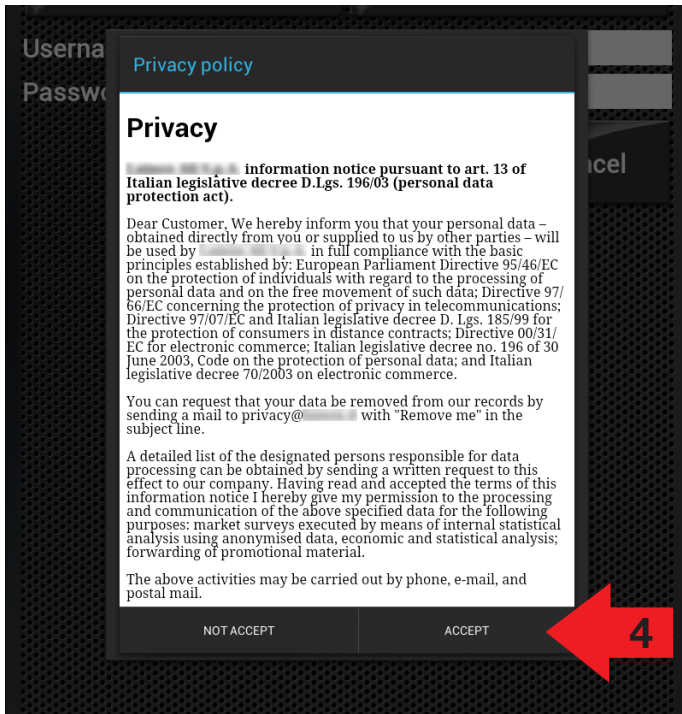 Userna
Passwo
ncel
Privacy policy
Privacy
information notice pursuant to art. 13 of
Italian legislative decree D.Lgs. 196/03 (personal data
protection act).
Dear Customer, We hereby inform you that your personal data –
obtained directly from you or supplied to us by other parties – will
be used by in full compliance with the basic
principles established by: European Parliament Directive 95/46/EC
on the protection of individuals with regard to the processing of
personal data and on the free movement of such data; Directive 97/
66/EC concerning the protection of privacy in telecommunications;
Directive 97/07/EC and Italian legislative decree D. Lgs. 185/99 for
the protection of consumers in distance contracts; Directive 00/31/
EC for electronic commerce; Italian legislative decree no. 196 of 30
June 2003, Code on the protection of personal data; and Italian
legislative decree 70/2003 on electronic commerce.
You can request that your data be removed from our records by
sending a mail to privacy@ with "Remove me" in the
subject line.
A detailed list of the designated persons responsible for data
processing can be obtained by sending a written request to this
effect to our company. Having read and accepted the terms of this
information notice I hereby give my permission to the processing
and communication of the above specified data for the following
purposes: market surveys executed by means of internal statistical
analysis using anonymised data, economic and statistical analysis;
forwarding of promotional material.
The above activities may be carried out by phone, e-mail, and
postal mail.
NOT ACCEPT
ACCEPT
4